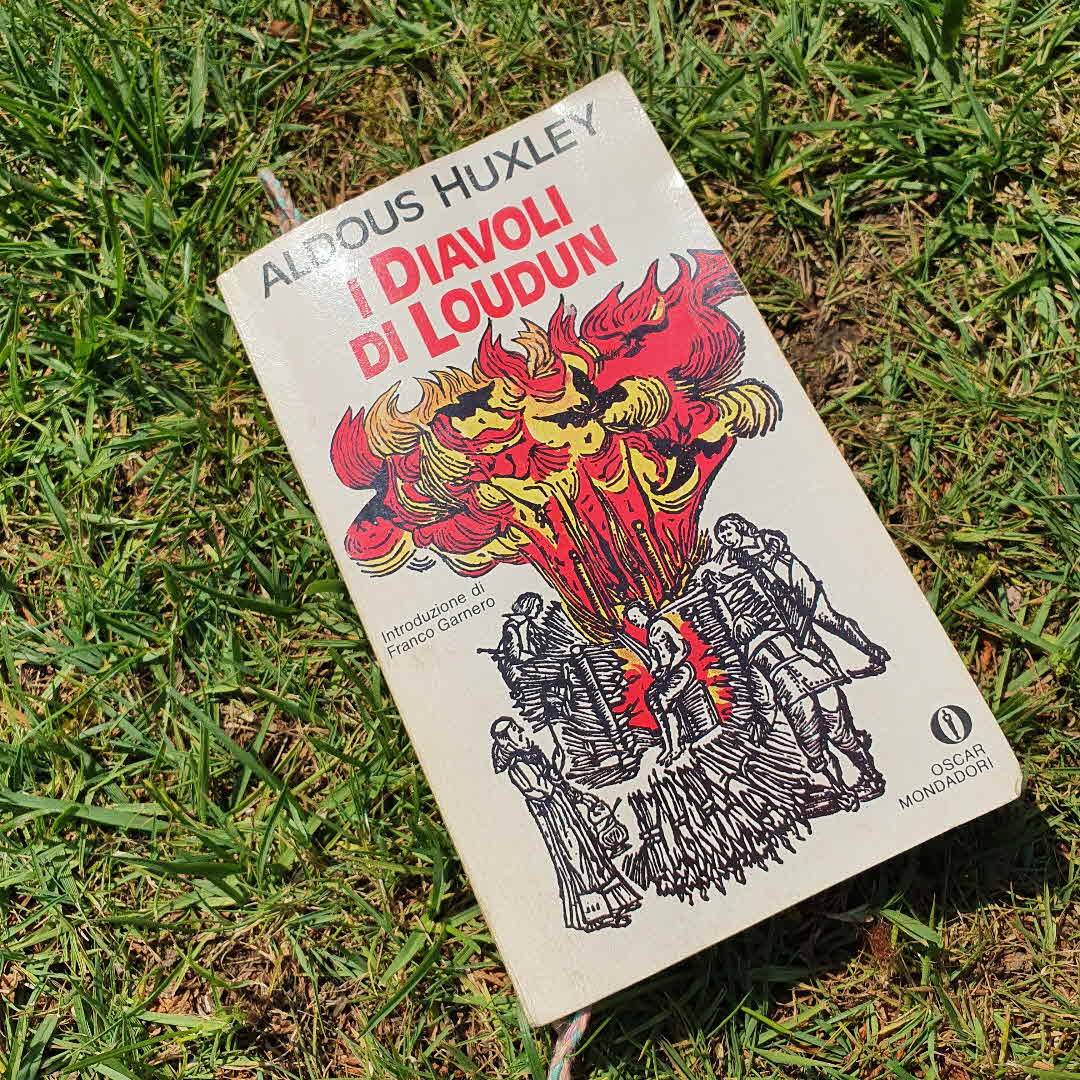 ALDOUS HUXLEY
I DIAVOLI
DI LOUDUN
Introduzione di
Franco Garnero
OSCAR
MONDADORI